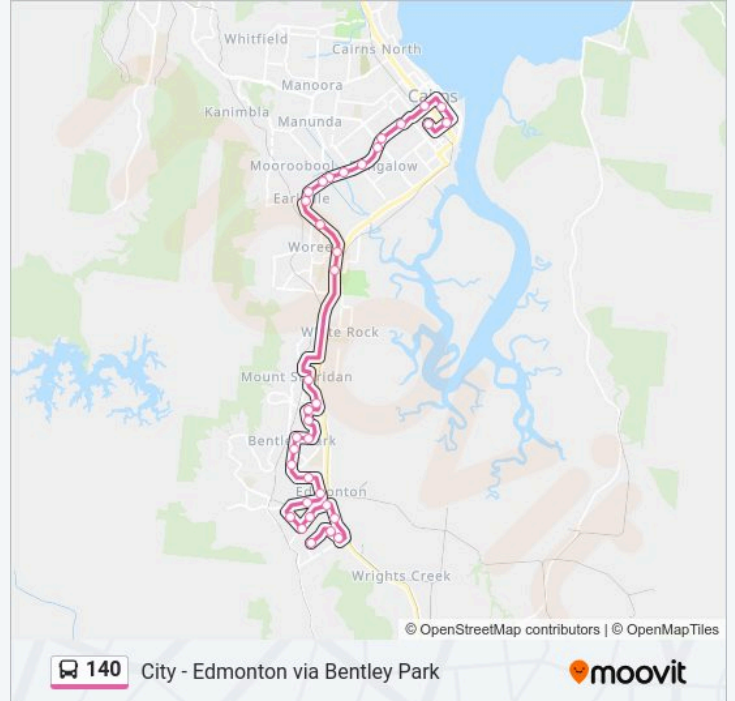 Whitfield
Cairns North
Manoora
Cairns
Kanimbla
Manunda
Mooroobool
Earlville
Woree
White Rock
Mount Sheridan
Bentley Park
Edmonton
Wrights Creek
© OpenStreetMap contributors | © OpenMapTiles
140 City - Edmonton via Bentley Park
moovit